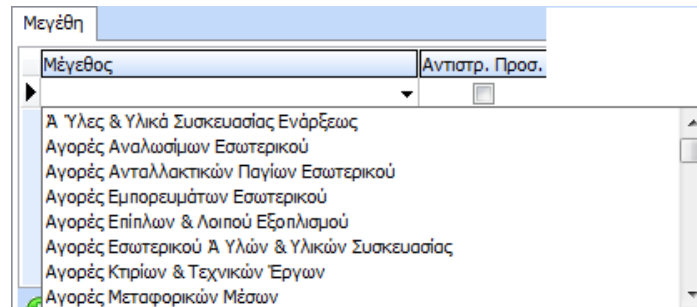 Μεγέθη
Μέγεθος Αντιστρ. Προσ.
Ά Ύλες & Υλικά Συσκευασίας Ενάρξεως
Αγορές Αναλωσίμων Εσωτερικού
Αγορές Ανταλλακτικών Παγίων Εσωτερικού
Αγορές Εμπορευμάτων Εσωτερικού
Αγορές Επίπλων & Λοιπού Εξοπλισμού
Αγορές Εσωτερικού Ά Υλών & Υλικών Συσκευασίας
Αγορές Κτιρίων & Τεχνικών Έργων
Αγορές Μεταφορικών Μέσων